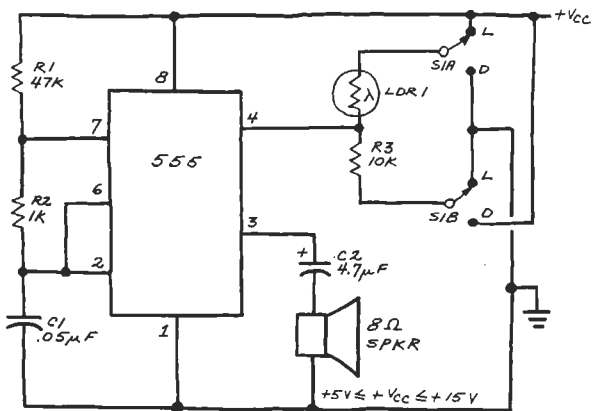 +Vcc
R1
47K
8
S1A
L
D
λ
LDR1
7
4
555
R3
10K
6
R2
1K
3
S1B
L
D
2
+
C2
4.7μF
C1
.05μF
1
8Ω
SPKR
+5V ≤ +Vcc ≤ +15V